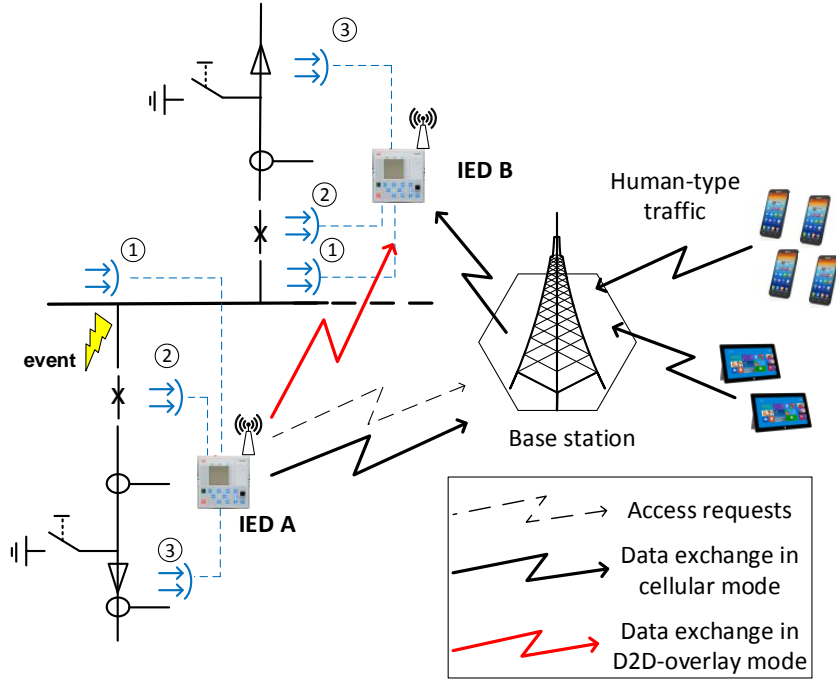 ③
IED B
②
①
①
Human-type
traffic
X
event
②
X
Base station
IED A
③
Access requests
Data exchange in
cellular mode
Data exchange in
D2D-overlay mode